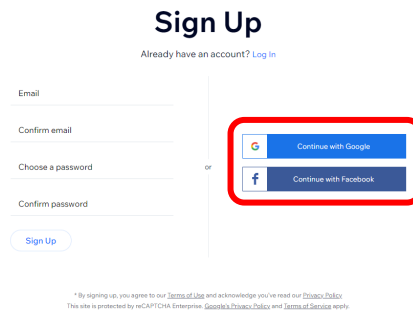 Sign Up
Already have an account? Log In
Email
Confirm email
Choose a password
Confirm password
Sign Up
or
G Continue with Google
f Continue with Facebook
* By signing up, you agree to our Terms of Use and acknowledge you've read our Privacy Policy
This site is protected by reCAPTCHA Enterprise. Google's Privacy Policy and Terms of Service apply.